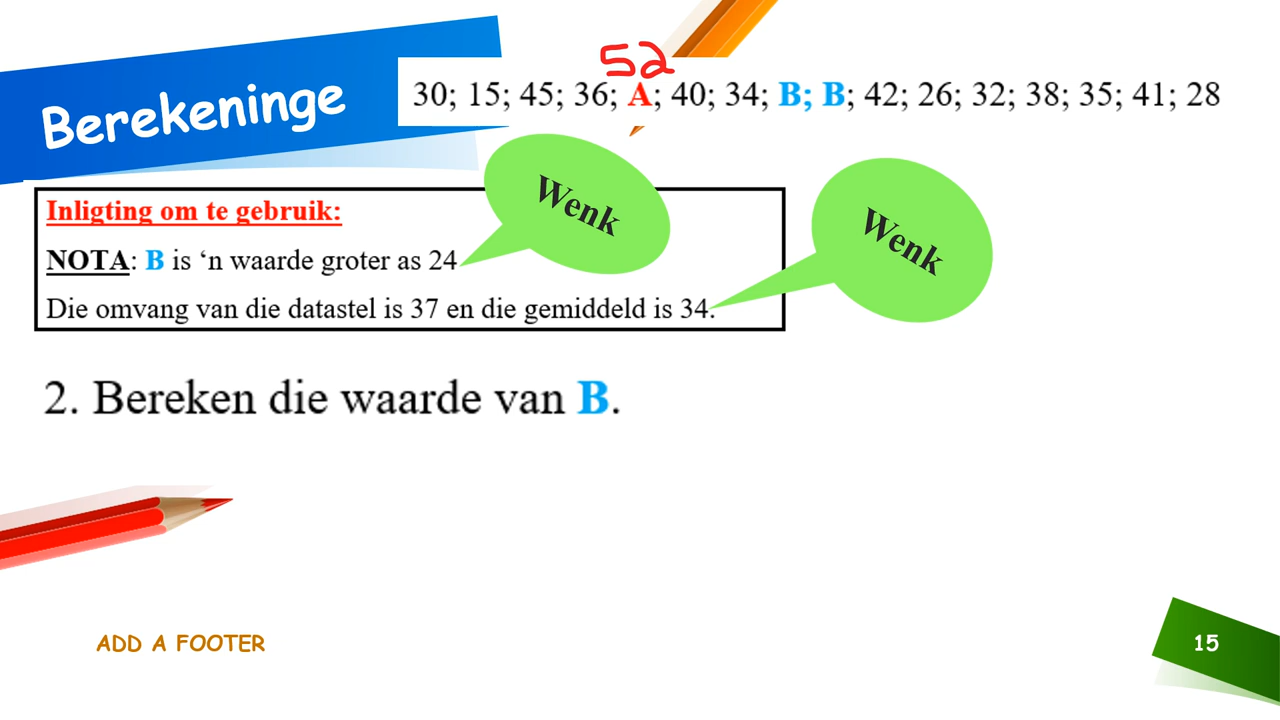 Berekeninge
52
30; 15; 45; 36; A; 40; 34; B; B; 42; 26; 32; 38; 35; 41; 28
Wenk
Wenk
Inligting om te gebruik:
NOTA: B is ‘n waarde groter as 24
Die omvang van die datastel is 37 en die gemiddeld is 34.
2. Bereken die waarde van B.
ADD A FOOTER
15